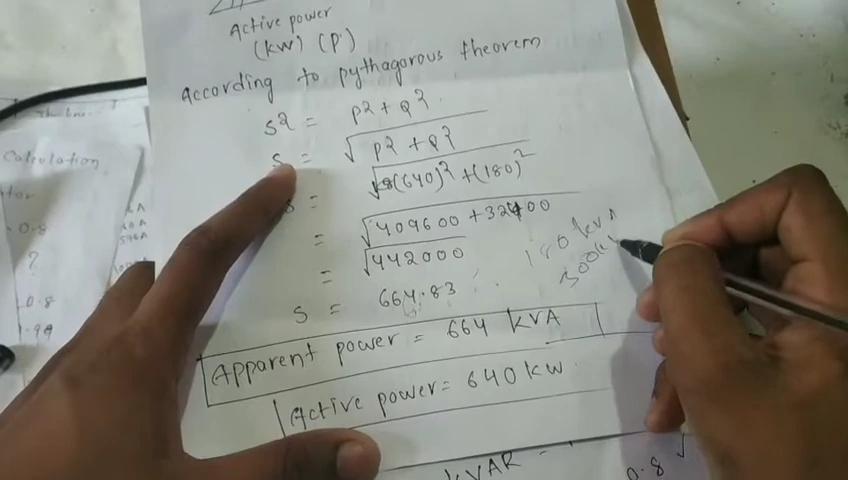 Active power
(kw) (P)
According to pythagorous theorem
S² = P² + Q²
S = √P² + Q²
= √(640)² + (180)²
= √409600 + 32400
= √442000
S = 664.83
180 kVA
300k
Apparent power = 664 kVA
Active power = 640 kw
kVAR =
0.8
Calculation
0.8
?
0.8